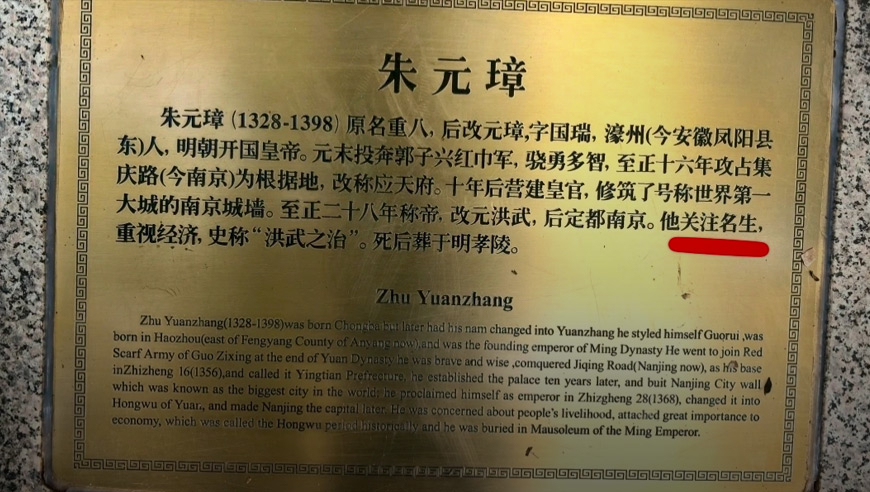 朱元璋
朱元璋(1328-1398)原名重八,后改元璋,字国瑞,濠州(今安徽凤阳县
东)人,明朝开国皇帝。元末投奔郭子兴红巾军,骁勇多智,至正十六年攻占集
庆路(今南京)为根据地,改称应天府。十年后营建皇官,修筑了号称世界第一
大城的南京城墙。至正二十八年称帝,改元洪武,后定都南京。他关注名生,
重视经济,史称“洪武之治”。死后葬于明孝陵。
Zhu Yuanzhang
Zhu Yuanzhang(1328-1398)was born Chongba but later had his nam changed into Yuanzhang he styled himself Guorui ,was
born in Haozhou(east of Fengyang County of Anyang now),and was the founding emperor of Ming Dynasty He went to join Red
Scarf Army of Guo Zixing at the end of Yuan Dynasty he was brave and wise ,comquered Jiqing Road(Nanjing now), as his base
inZhizheng 16(1356),and called it Yingtian Prefrecture, he established the palace ten years later, and buit Nanjing City wall
which was known as the biggest city in the world: he proclaimed himself as emperor in Zhizgheng 28(1368), changed it into
Hongwu of Yuar., and made Nanjing the capital later. He was concerned about people's livelihood, attached great importance to
economy, which was called the Hongwu period historically and he was buried in Mausoleum of the Ming Emperor.